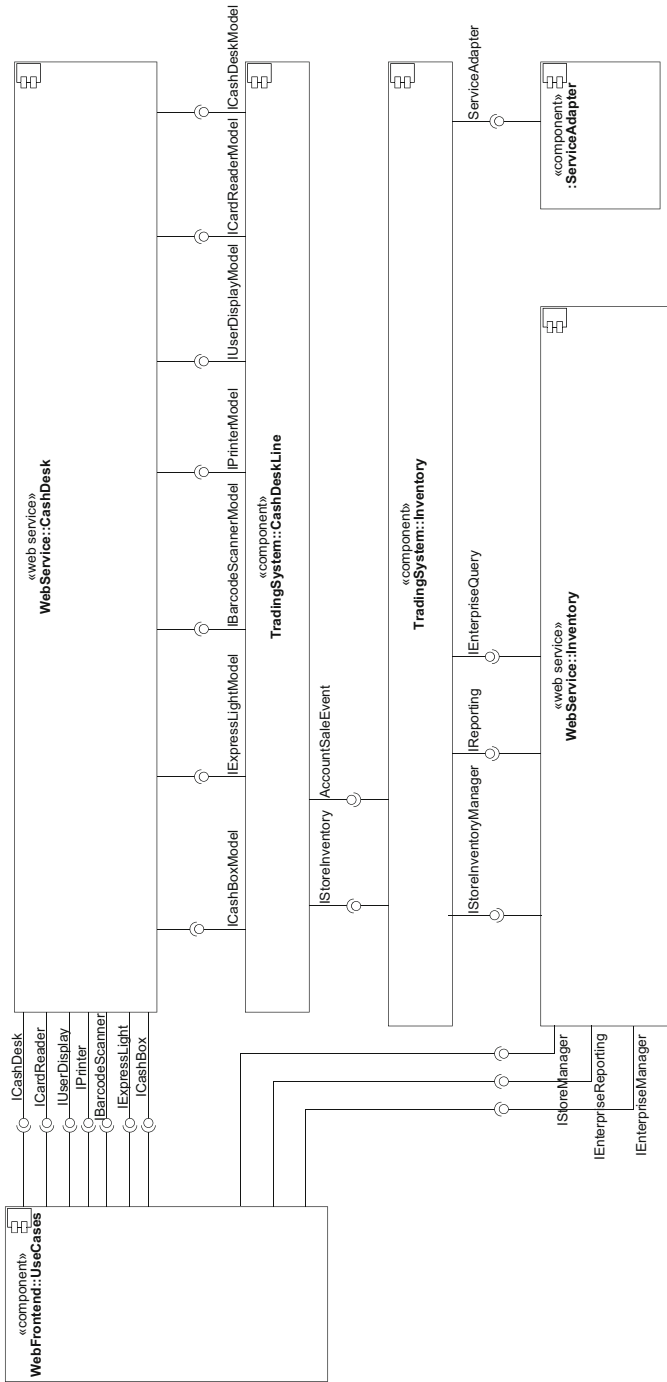 «component»
WebFrontend::UseCases
ICashDesk
ICardReader
IUserDisplay
IPrinter
IBarcodeScanner
IExpressLight
ICashBox
«web service»
WebService::CashDesk
ICashBoxModel
IExpressLightModel
IBarcodeScannerModel
IPrinterModel
IUserDisplayModel
ICardReaderModel
ICashDeskModel
«component»
TradingSystem::CashDeskLine
IStoreInventory
AccountSaleEvent
«component»
TradingSystem::Inventory
IStoreInventoryManager
IReporting
IEnterpriseQuery
ServiceAdapter
IStoreManager
IEnterpriseReporting
IEnterpriseManager
«web service»
WebService::Inventory
«component»
:ServiceAdapter